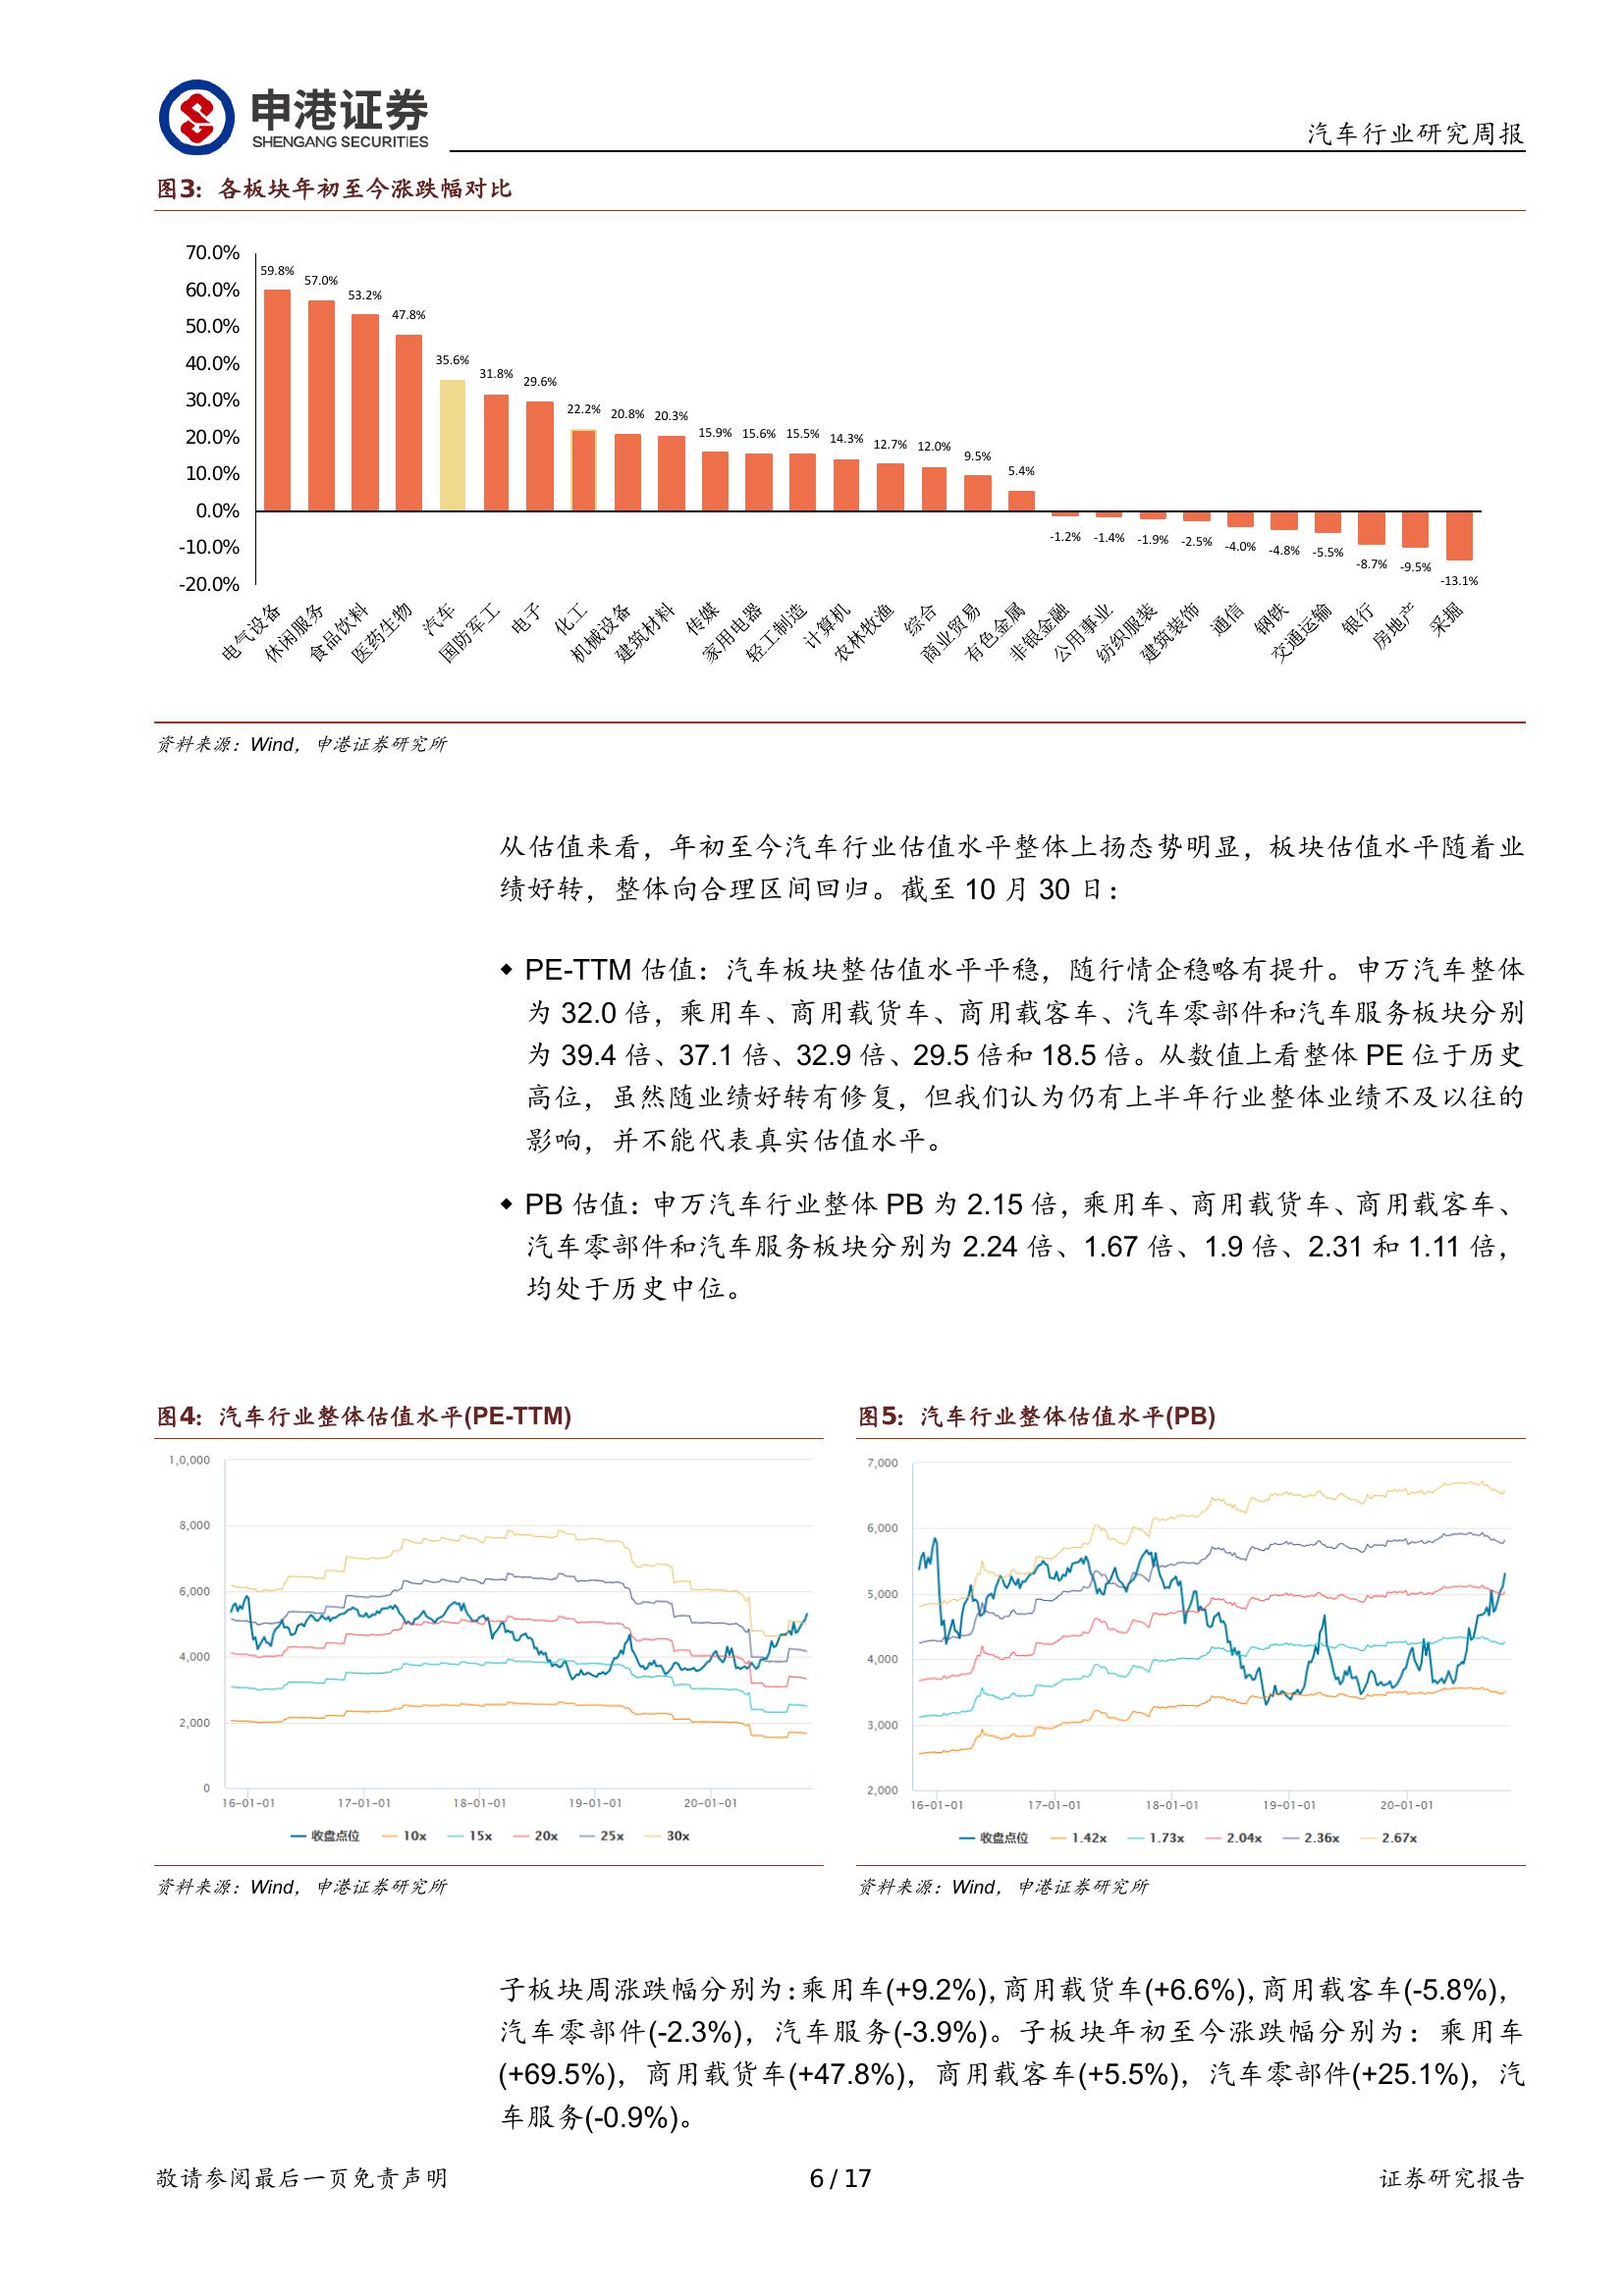 申港证券
SHENGANG SECURITIES
汽车行业研究周报
图3：各板块年初至今涨跌幅对比
70.0%
60.0%
50.0%
40.0%
30.0%
20.0%
10.0%
0.0%
-10.0%
-20.0%
59.8%
57.0%
53.2%
47.8%
35.6%
31.8%
29.6%
22.2%
20.8%
20.3%
15.9%
15.6%
15.5%
14.3%
12.7%
12.0%
9.5%
5.4%
-1.2%
-1.4%
-1.9%
-2.5%
-4.0%
-4.8%
-5.5%
-8.7%
-9.5%
-13.1%
电气设备
休闲服务
食品饮料
医药生物
汽车
国防军工
电子
化工
机械设备
建筑材料
传媒
家用电器
轻工制造
计算机
农林牧渔
综合
商业贸易
有色金属
非银金融
公用事业
纺织服装
建筑装饰
通信
钢铁
交通运输
银行
房地产
采掘
资料来源：Wind，申港证券研究所
从估值来看，年初至今汽车行业估值水平整体上扬态势明显，板块估值水平随着业
绩好转，整体向合理区间回归。截至 10 月 30 日：
◆ PE-TTM 估值：汽车板块整估值水平平稳，随行情企稳略有提升。申万汽车整体
为 32.0 倍，乘用车、商用载货车、商用载客车、汽车零部件和汽车服务板块分别
为 39.4 倍、37.1 倍、32.9 倍、29.5 倍和 18.5 倍。从数值上看整体 PE 位于历史
高位，虽然随业绩好转有修复，但我们认为仍有上半年行业整体业绩不及以往的
影响，并不能代表真实估值水平。
◆ PB 估值：申万汽车行业整体 PB 为 2.15 倍，乘用车、商用载货车、商用载客车、
汽车零部件和汽车服务板块分别为 2.24 倍、1.67 倍、1.9 倍、2.31 和 1.11 倍，
均处于历史中位。
图4：汽车行业整体估值水平(PE-TTM)
1,0,000
8,000
6,000
4,000
2,000
0
16-01-01
17-01-01
18-01-01
19-01-01
20-01-01
收盘点位 10x 15x 20x 25x 30x
资料来源：Wind，申港证券研究所
图5：汽车行业整体估值水平(PB)
7,000
6,000
5,000
4,000
3,000
2,000
16-01-01
17-01-01
18-01-01
19-01-01
20-01-01
收盘点位 1.42x 1.73x 2.04x 2.36x 2.67x
资料来源：Wind，申港证券研究所
子板块周涨跌幅分别为：乘用车(+9.2%)，商用载货车(+6.6%)，商用载客车(-5.8%)，
汽车零部件(-2.3%)，汽车服务(-3.9%)。子板块年初至今涨跌幅分别为：乘用车
(+69.5%)，商用载货车(+47.8%)，商用载客车(+5.5%)，汽车零部件(+25.1%)，汽
车服务(-0.9%)。
敬请参阅最后一页免责声明
6 / 17
证券研究报告